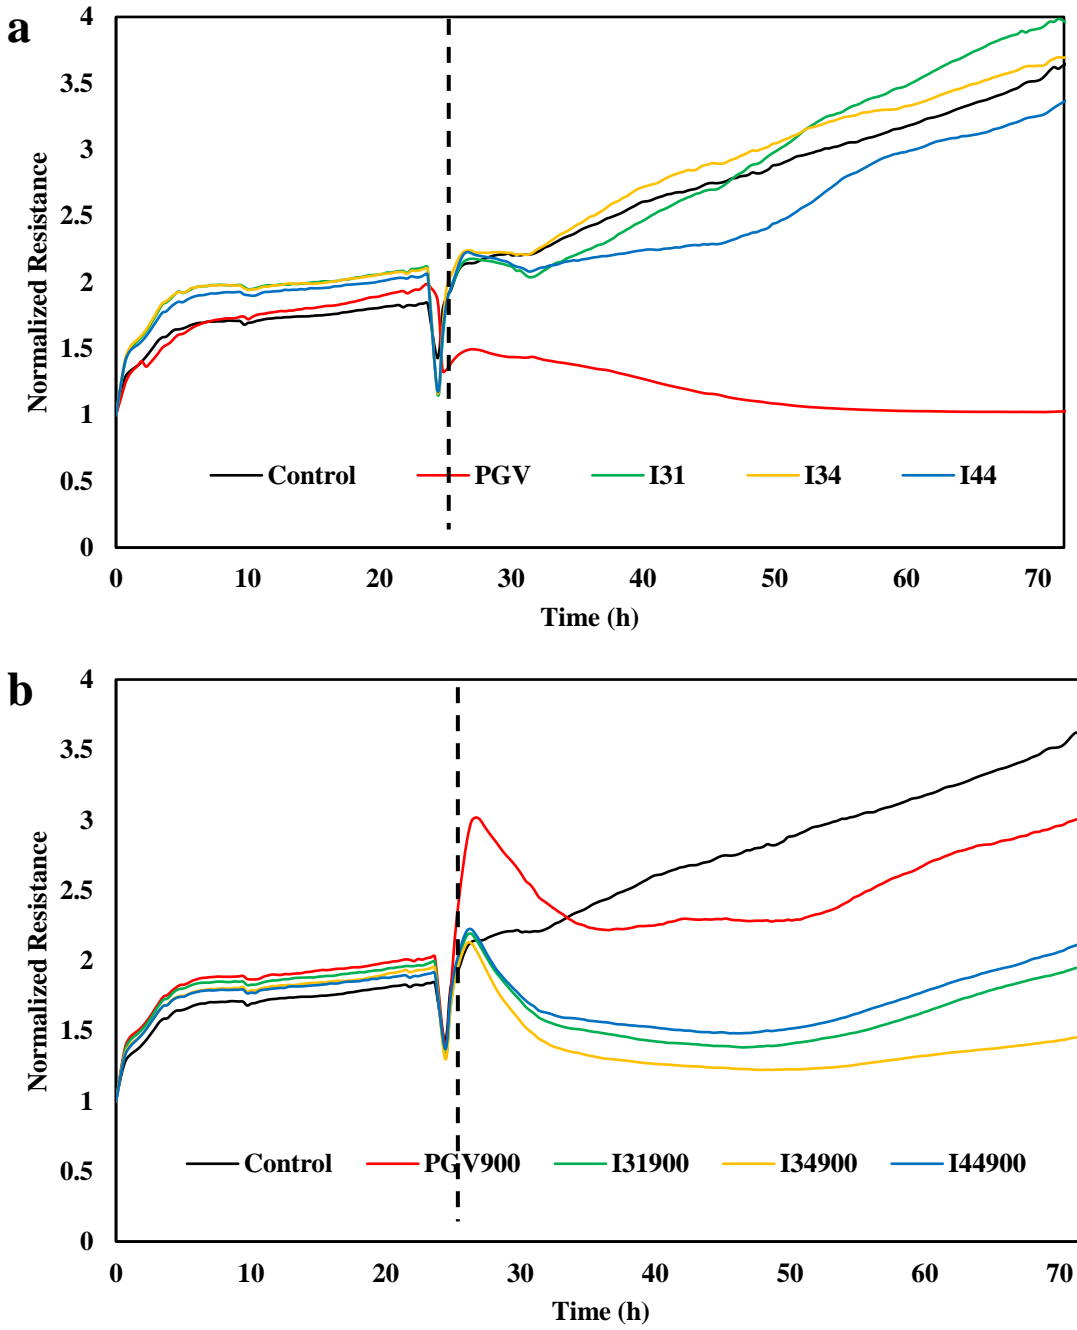 a
4
3.5
3
2.5
2
1.5
1
0.5
0
Normalized Resistance
Control PGV I31 I34 I44
0 10 20 30 40 50 60 70
Time (h)
b
4
3.5
3
2.5
2
1.5
1
0.5
0
Normalized Resistance
Control PGV900 I31900 I34900 I44900
0 10 20 30 40 50 60 70
Time (h)